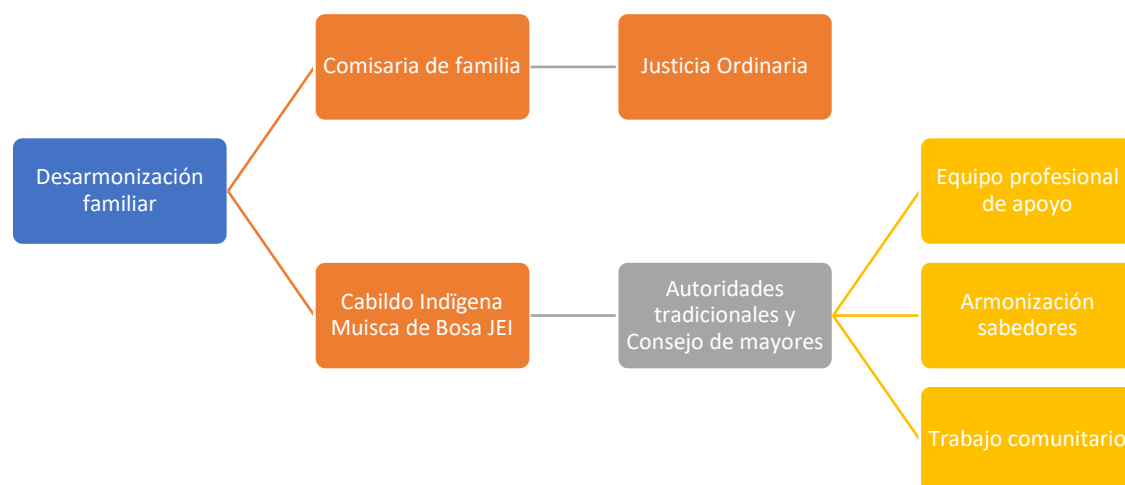 Comisaria de familia
Justicia Ordinaria
Desarmonización
familiar
Equipo profesional
de apoyo
Cabildo Indïgena
Muisca de Bosa JEI
Autoridades
tradicionales y
Consejo de mayores
Armonización
sabedores
Trabajo comunitario